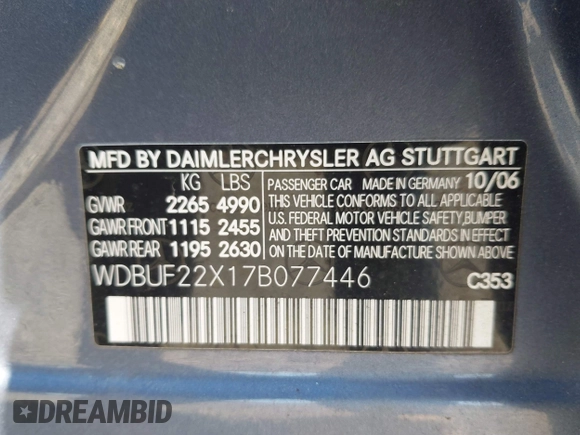 MFD BY DAIMLERCHRYSLER AG STUTTGART
KG LBS
GVWR 2265 4990
GAWR FRONT 1115 2455
GAWR REAR 1195 2630
PASSENGER CAR MADE IN GERMANY 10/06
THIS VEHICLE CONFORMS TO ALL APPLICABLE
U.S. FEDERAL MOTOR VEHICLE SAFETY, BUMPER
AND THEFT PREVENTION STANDARDS IN EFFECT
ON THE DATE OF MANUFACTURE SHOWN ABOVE
WDBUF22X17B077446 C353
DREAMBID